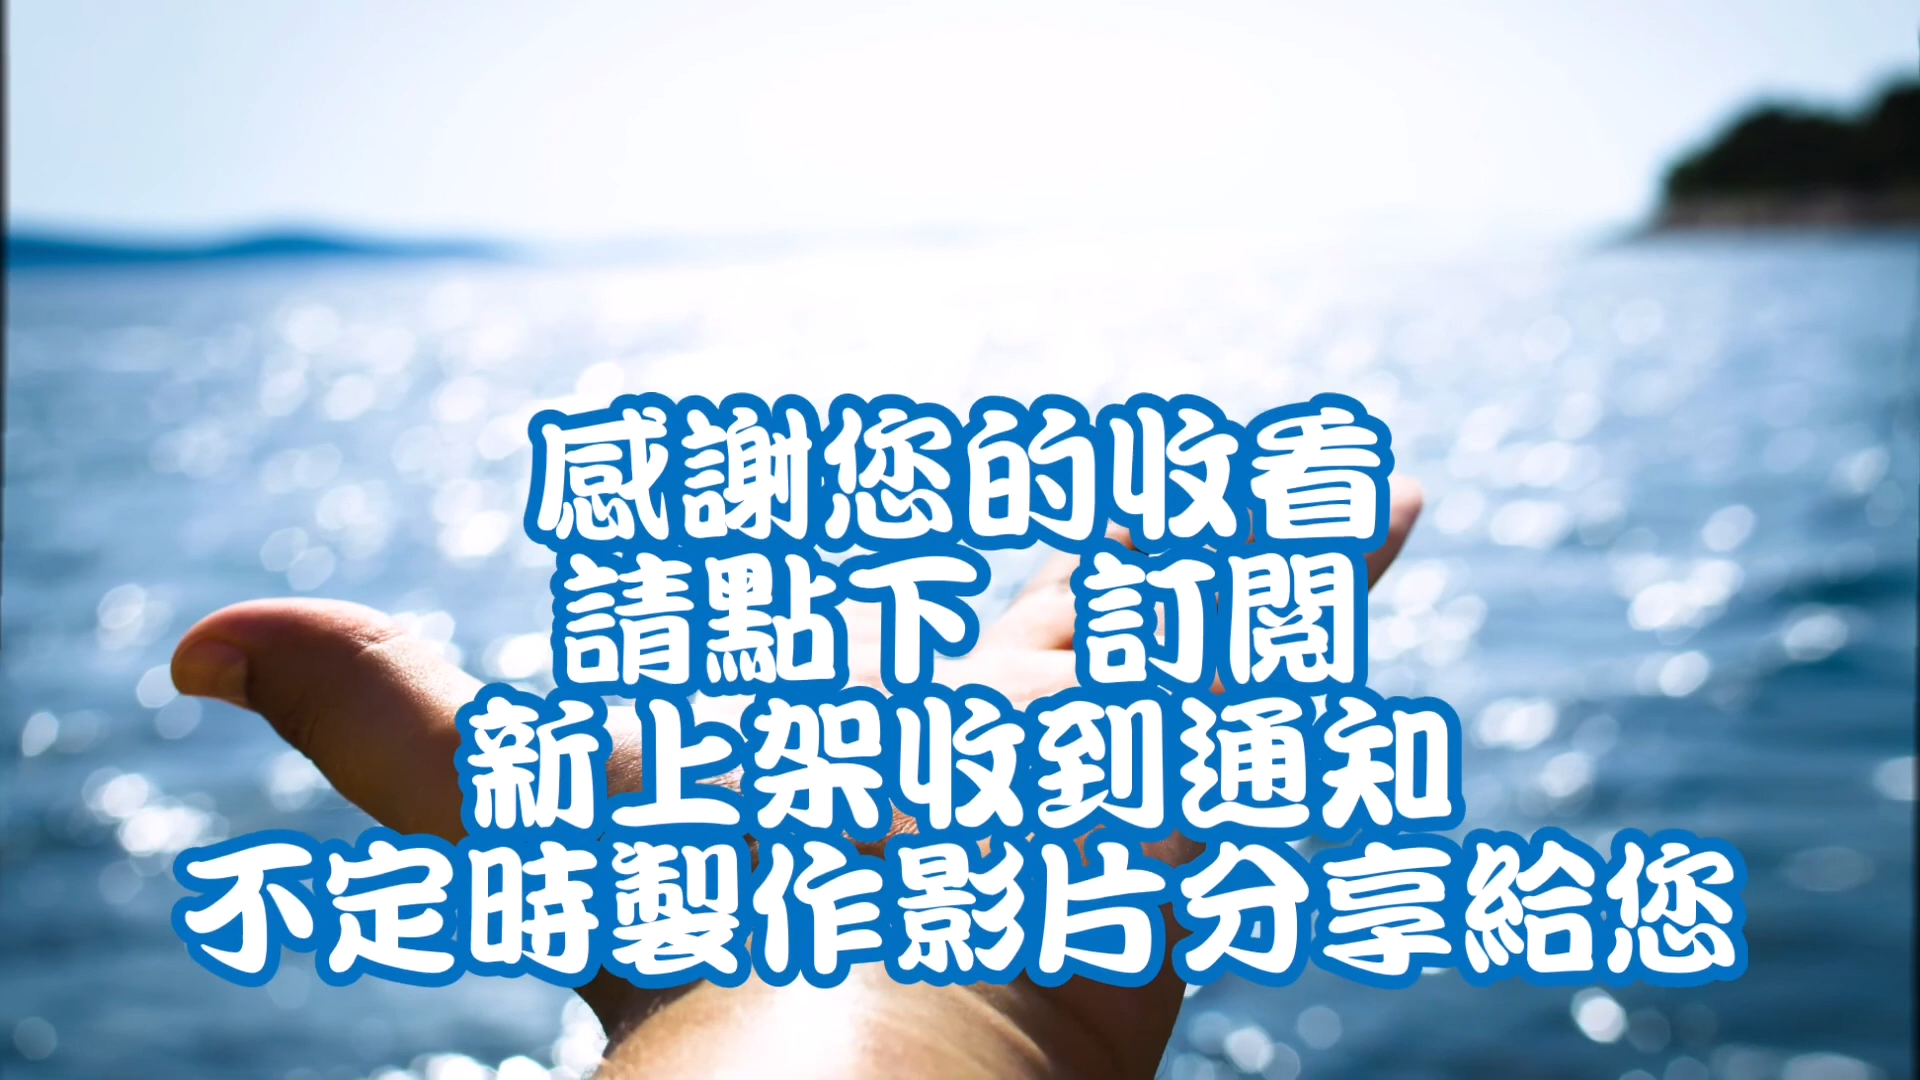 感謝您的收看
請點下 訂閱
新上架收到通知
不定時製作影片分享給您